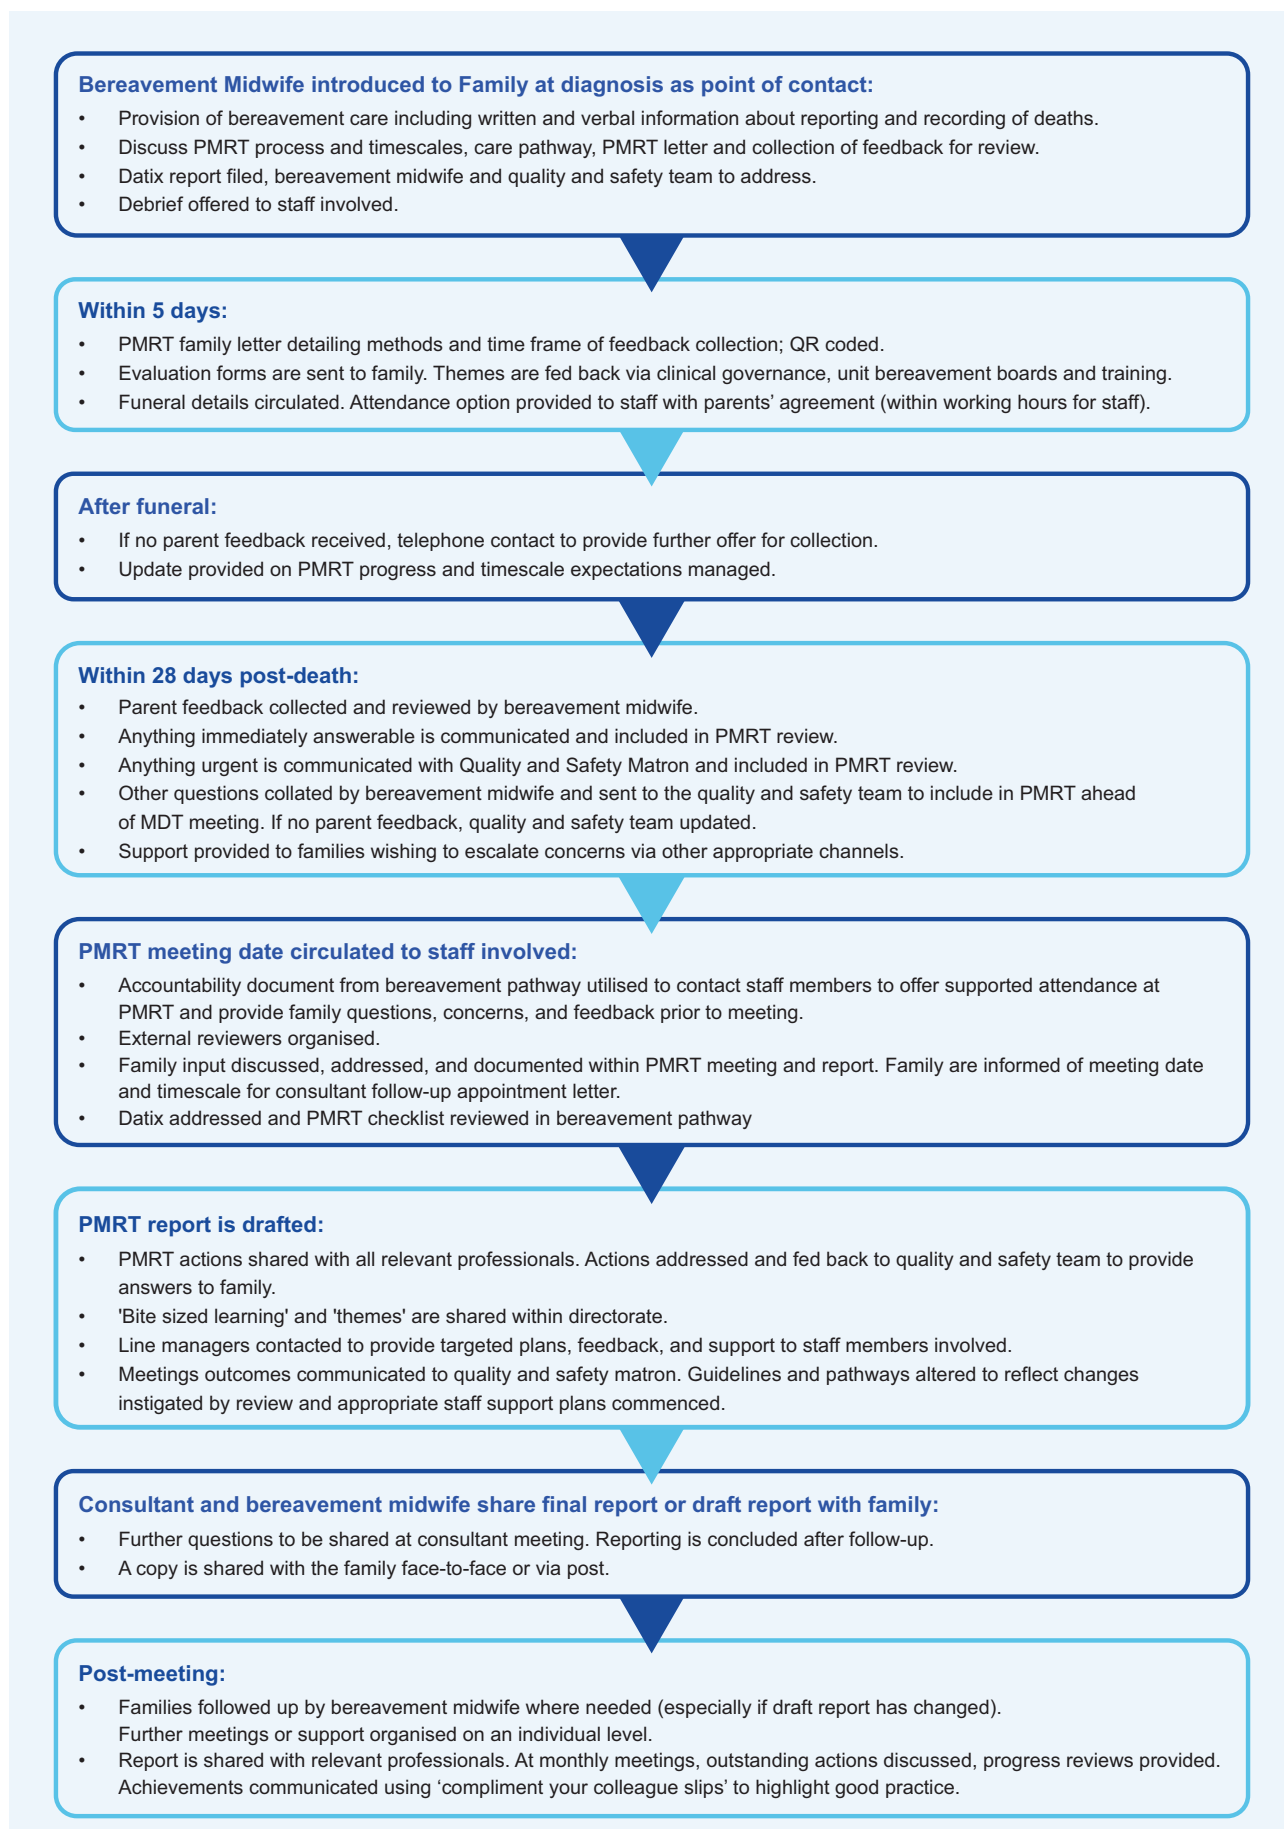 Bereavement Midwife introduced to Family at diagnosis as point of contact:
• Provision of bereavement care including written and verbal information about reporting and recording of deaths.
• Discuss PMRT process and timescales, care pathway, PMRT letter and collection of feedback for review.
• Datix report filed, bereavement midwife and quality and safety team to address.
• Debrief offered to staff involved.
Within 5 days:
• PMRT family letter detailing methods and time frame of feedback collection; QR coded.
• Evaluation forms are sent to family. Themes are fed back via clinical governance, unit bereavement boards and training.
• Funeral details circulated. Attendance option provided to staff with parents’ agreement (within working hours for staff).
After funeral:
• If no parent feedback received, telephone contact to provide further offer for collection.
• Update provided on PMRT progress and timescale expectations managed.
Within 28 days post-death:
• Parent feedback collected and reviewed by bereavement midwife.
• Anything immediately answerable is communicated and included in PMRT review.
• Anything urgent is communicated with Quality and Safety Matron and included in PMRT review.
• Other questions collated by bereavement midwife and sent to the quality and safety team to include in PMRT ahead
of MDT meeting. If no parent feedback, quality and safety team updated.
• Support provided to families wishing to escalate concerns via other appropriate channels.
PMRT meeting date circulated to staff involved:
• Accountability document from bereavement pathway utilised to contact staff members to offer supported attendance at
PMRT and provide family questions, concerns, and feedback prior to meeting.
• External reviewers organised.
• Family input discussed, addressed, and documented within PMRT meeting and report. Family are informed of meeting date
and timescale for consultant follow-up appointment letter.
• Datix addressed and PMRT checklist reviewed in bereavement pathway
PMRT report is drafted:
• PMRT actions shared with all relevant professionals. Actions addressed and fed back to quality and safety team to provide
answers to family.
• 'Bite sized learning' and 'themes' are shared within directorate.
• Line managers contacted to provide targeted plans, feedback, and support to staff members involved.
• Meetings outcomes communicated to quality and safety matron. Guidelines and pathways altered to reflect changes
instigated by review and appropriate staff support plans commenced.
Consultant and bereavement midwife share final report or draft report with family:
• Further questions to be shared at consultant meeting. Reporting is concluded after follow-up.
• A copy is shared with the family face-to-face or via post.
Post-meeting:
• Families followed up by bereavement midwife where needed (especially if draft report has changed).
Further meetings or support organised on an individual level.
• Report is shared with relevant professionals. At monthly meetings, outstanding actions discussed, progress reviews provided.
Achievements communicated using ‘compliment your colleague slips’ to highlight good practice.